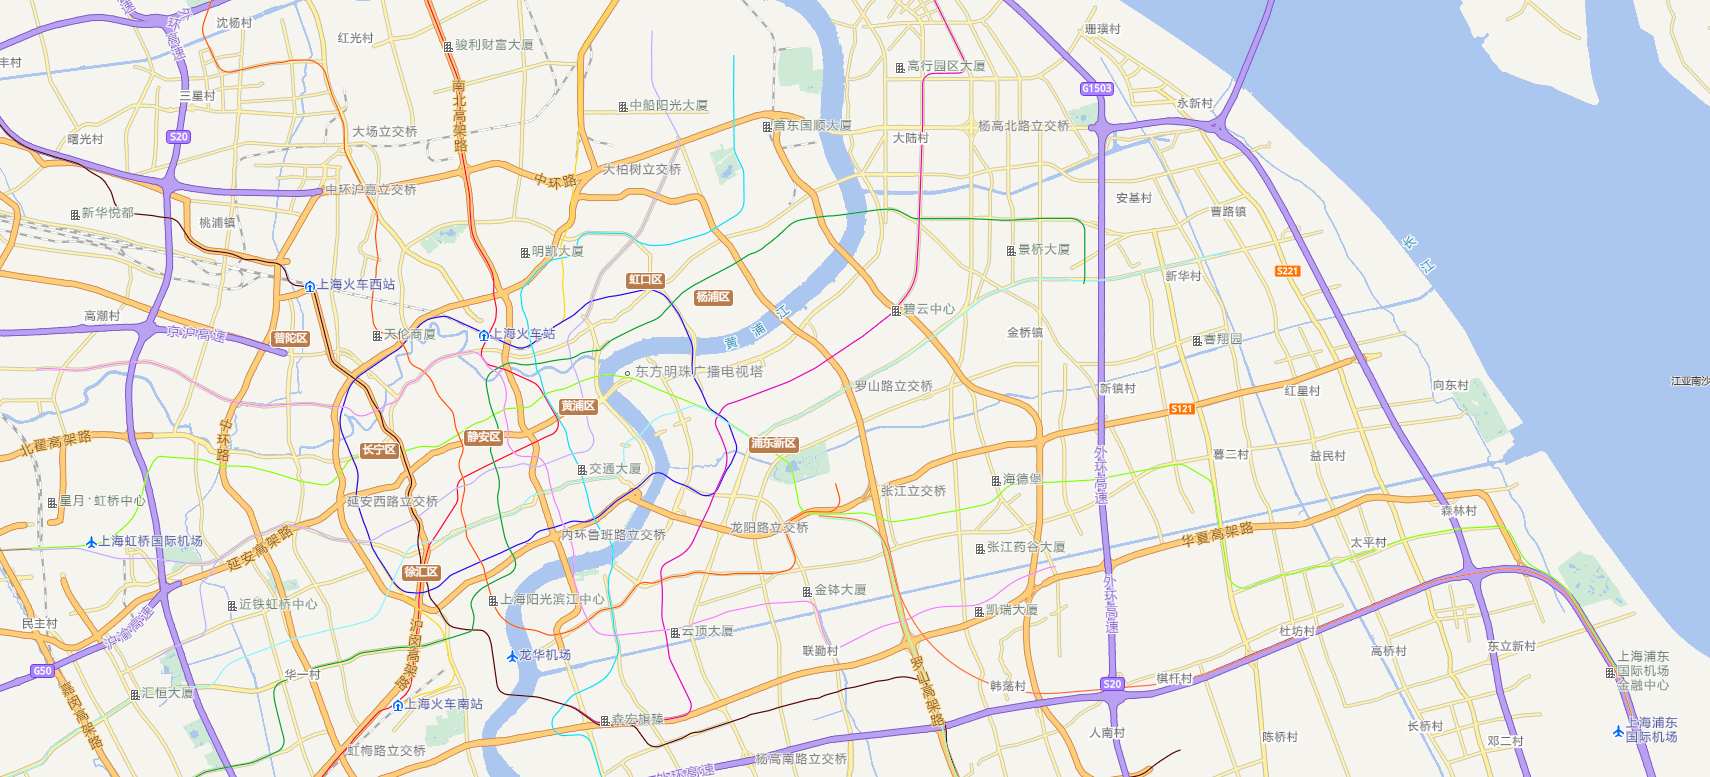 沈杨村
红光村
骏利财富大厦
珊璜村
丰村
环高速
高行园区大厦
G1503
三星村
南北高架路
中船阳光大厦
永新村
S20
曙光村
大场立交桥
首东国顺大厦
大陆村
杨高北路立交桥
中环沪嘉立交桥
中环路
大柏树立交桥
安基村
新华悦都
桃浦镇
曹路镇
明凯大厦
景桥大厦
长江
上海火车西站
虹口区
杨浦区
新华村
S221
高潮村
京沪高速
普陀区
天伦商厦
上海火车站
黄浦江
碧云中心
金桥镇
睿翔园
东方明珠广播电视塔
罗山路立交桥
新镇村
红星村
向东村
江亚南沙
黄浦区
S121
北翟高架路
中环路
长宁区
静安区
浦东新区
外环高速
暮二村
益民村
交通大厦
海德堡
星月·虹桥中心
延安西路立交桥
张江立交桥
森林村
上海虹桥国际机场
延安高架路
内环鲁班路立交桥
龙阳路立交桥
张江药谷大厦
华夏高架路
太平村
徐汇区
外环高速
近铁虹桥中心
上海阳光滨江中心
金钵大厦
凯瑞大厦
民主村
沪渝高速
沪闵高架路
云顶大厦
联勤村
杜坊村
高桥村
东立新村
G50
华一村
龙华机场
罗山高架路
韩荡村
S20
棋杆村
上海浦东
国际机场
金融中心
嘉闵高架路
汇恒大厦
上海火车南站
森宏旗臻
虹梅路立交桥
人南村
陈桥村
长桥村
邓二村
上海浦东
国际机场
杨高南路立交桥
外环高速